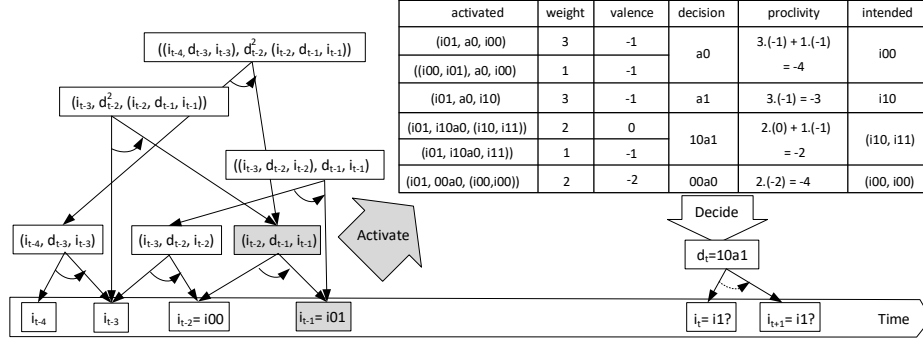 activated weight valence decision proclivity intended
(i01, a0, i00) 3 -1 a0 3.(-1) + 1.(-1) = -4 i00
((i00, i01), a0, i00) 1 -1
(i01, a0, i10) 3 -1 a1 3.(-1) = -3 i10
(i01, i10a0, (i10, i11)) 2 0 10a1 2.(0) + 1.(-1) = -2 (i10, i11)
(i01, i10a0, i11)) 1 -1
(i01, 00a0, (i00,i00)) 2 -2 00a0 2.(-2) = -4 (i00, i00)
((i_{t-4}, d_{t-3}, i_{t-3}), d^2_{t-2}, (i_{t-2}, d_{t-1}, i_{t-1}))
(i_{t-3}, d^2_{t-2}, (i_{t-2}, d_{t-1}, i_{t-1}))
((i_{t-3}, d_{t-2}, i_{t-2}), d_{t-1}, i_{t-1})
(i_{t-4}, d_{t-3}, i_{t-3}) (i_{t-3}, d_{t-2}, i_{t-2}) (i_{t-2}, d_{t-1}, i_{t-1})
Activate
Decide
d_t=10a1
i_{t-4} i_{t-3} i_{t-2}= i00 i_{t-1}= i01 i_t= i1? i_{t+1}= i1? Time